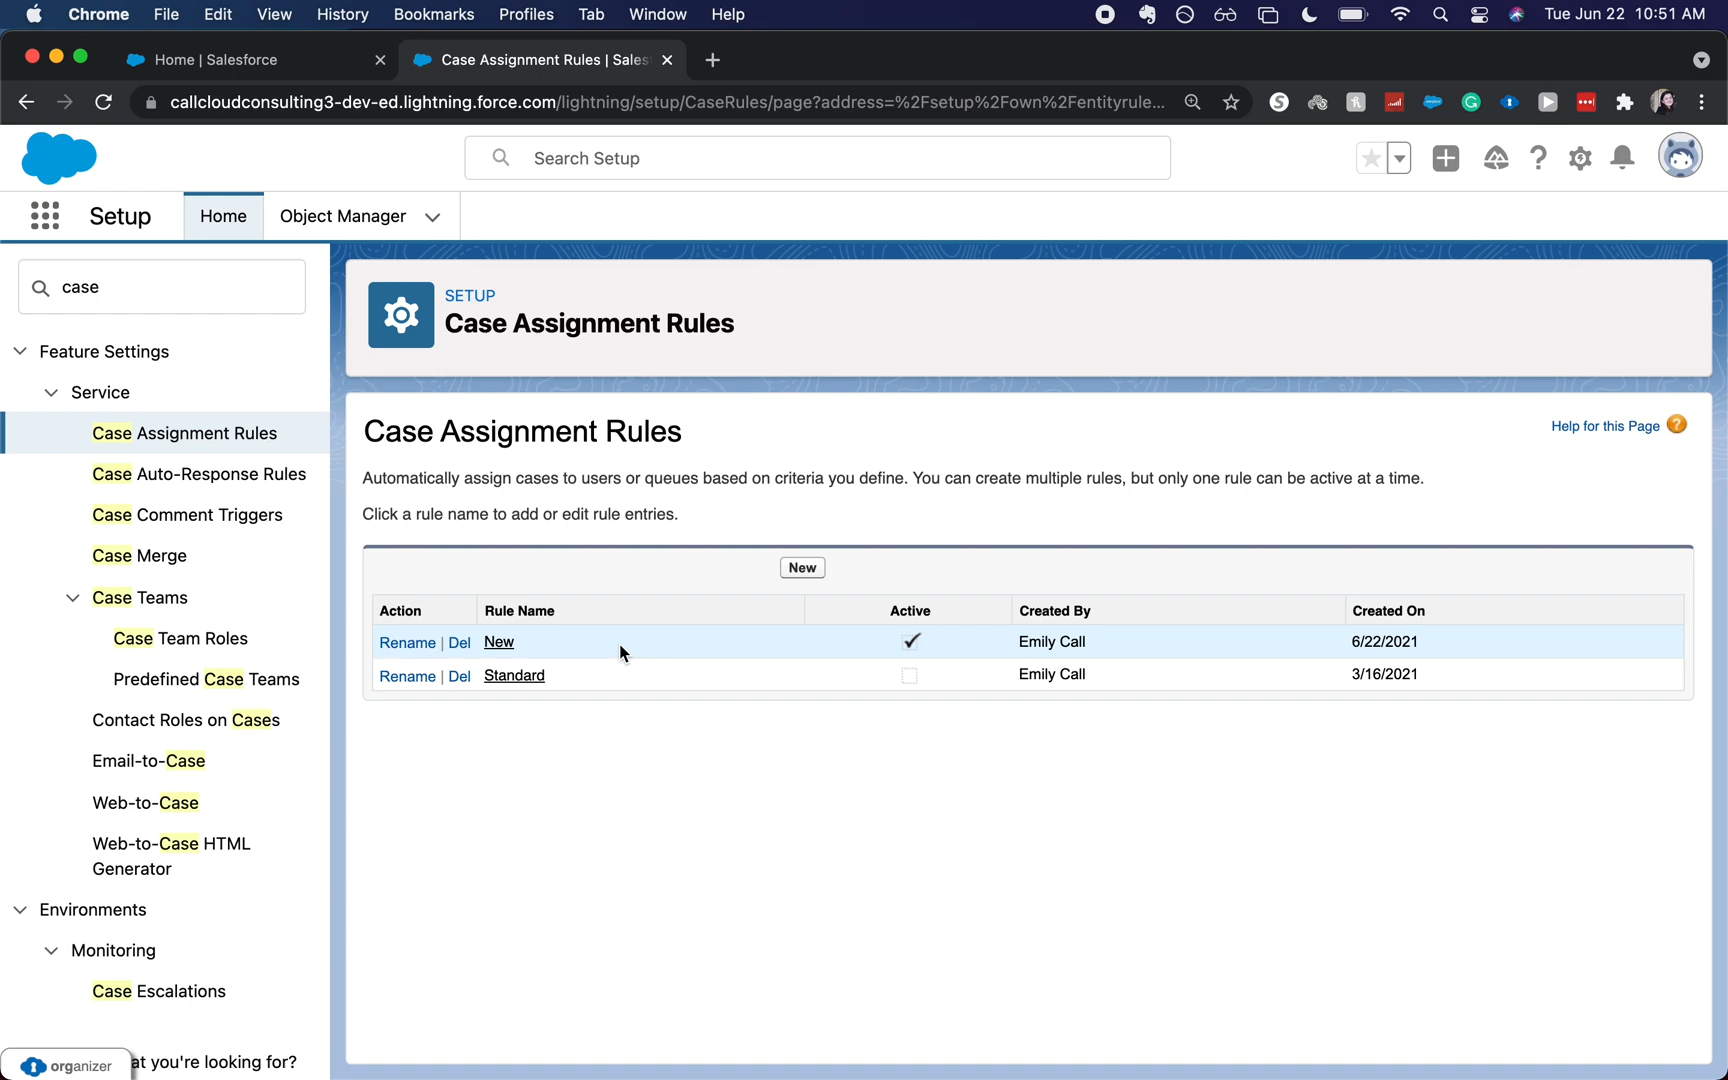 Chrome File Edit View History Bookmarks Profiles Tab Window Help Tue Jun 22 10:51 AM
Home | Salesforce Case Assignment Rules | Sales
callcloudconsulting3-dev-ed.lightning.force.com/lightning/setup/CaseRules/page?address=%2Fsetup%2Fown%2Fentityrule...
Search Setup
Setup Home Object Manager
case
Feature Settings
Service
Case Assignment Rules
Case Auto-Response Rules
Case Comment Triggers
Case Merge
Case Teams
Case Team Roles
Predefined Case Teams
Contact Roles on Cases
Email-to-Case
Web-to-Case
Web-to-Case HTML
Generator
Environments
Monitoring
Case Escalations
at you're looking for?
organizer
SETUP
Case Assignment Rules
Case Assignment Rules
Help for this Page ?
Automatically assign cases to users or queues based on criteria you define. You can create multiple rules, but only one rule can be active at a time.
Click a rule name to add or edit rule entries.
New
Action Rule Name Active Created By Created On
Rename | Del New Emily Call 6/22/2021
Rename | Del Standard Emily Call 3/16/2021